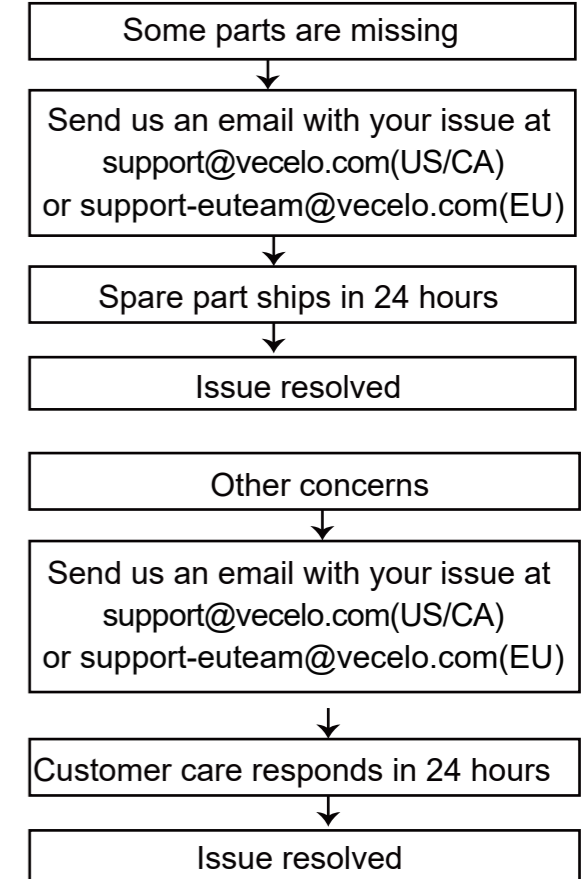 Some parts are missing
Send us an email with your issue at
support@vecelo.com(US/CA)
or support-euteam@vecelo.com(EU)
Spare part ships in 24 hours
Issue resolved
Other concerns
Send us an email with your issue at
support@vecelo.com(US/CA)
or support-euteam@vecelo.com(EU)
Customer care responds in 24 hours
Issue resolved